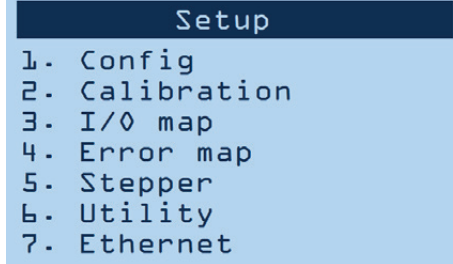 Setup
1. Config
2. Calibration
3. I/O map
4. Error map
5. Stepper
6. Utility
7. Ethernet